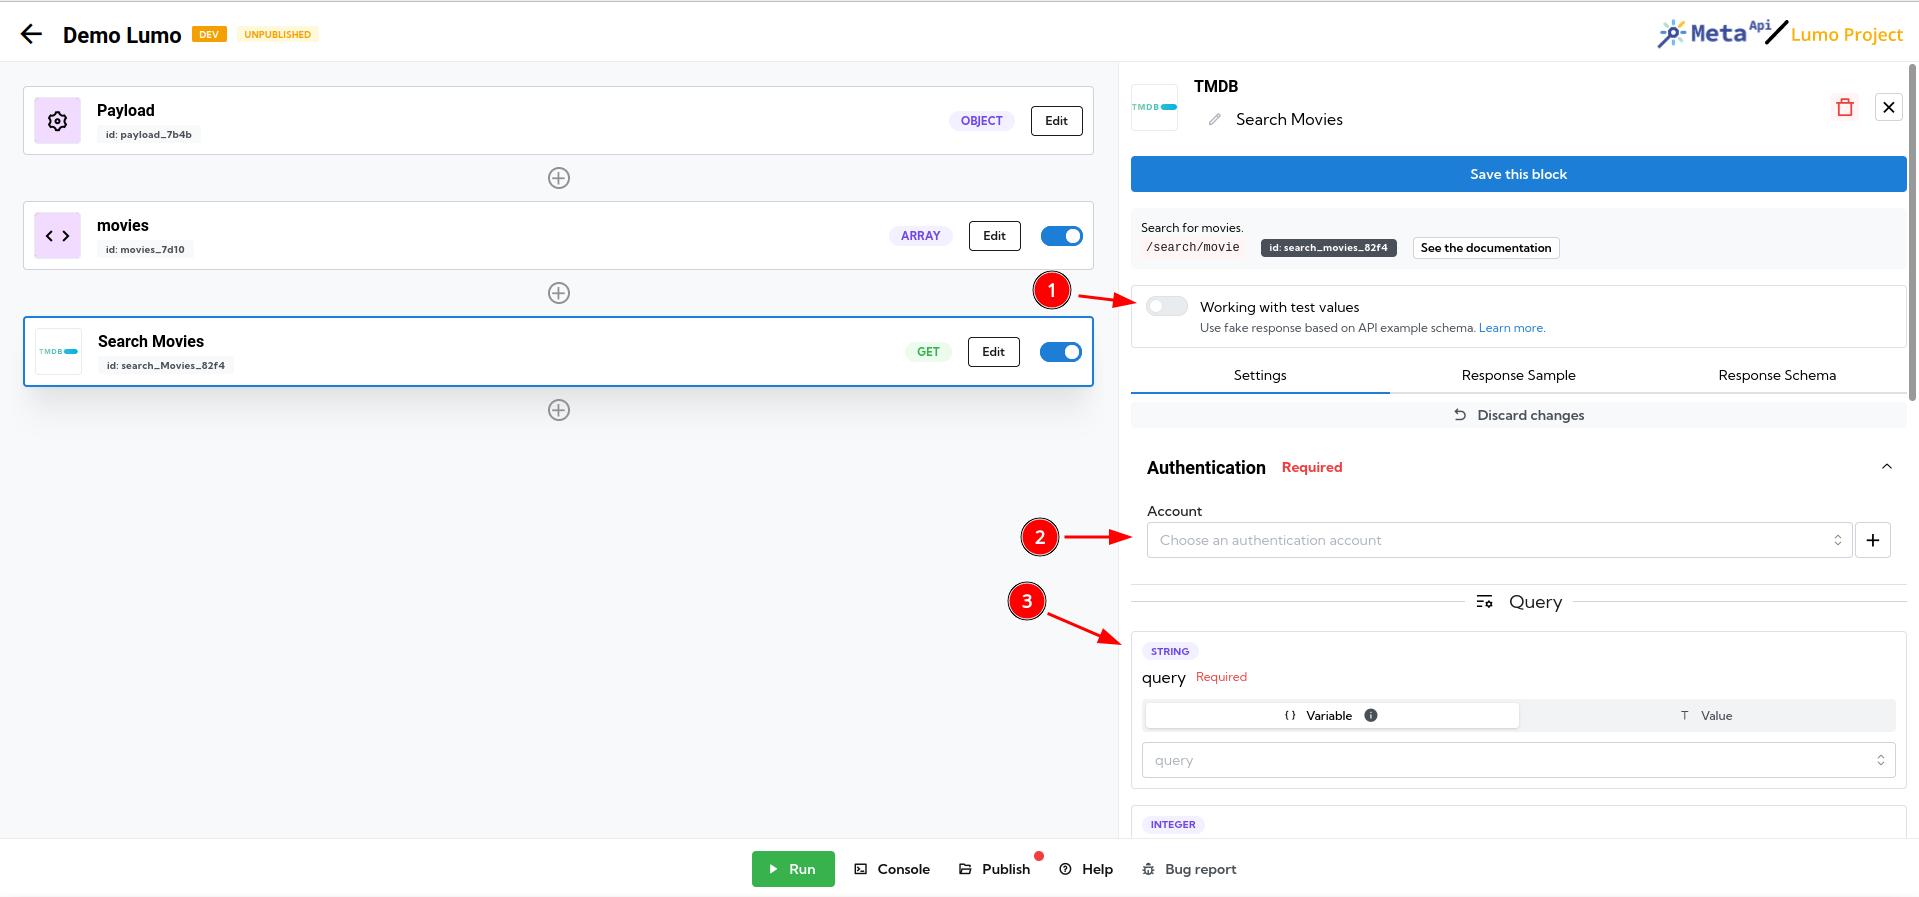 Demo Lumo DEV UNPUBLISHED
Meta Api Lumo Project
Payload
id: payload_7b4b
OBJECT Edit
movies
id: movies_7d10
ARRAY Edit
TMDB
Search Movies
id: search_Movies_82f4
GET Edit
TMDB
TMDB
Search Movies
Save this block
Search for movies.
/search/movie id: search_movies_82f4 See the documentation
1
Working with test values
Use fake response based on API example schema. Learn more.
Settings Response Sample Response Schema
Discard changes
Authentication Required
Account
2
Choose an authentication account
3
Query
STRING
query Required
{} Variable i T Value
query
INTEGER
Run Console Publish Help Bug report